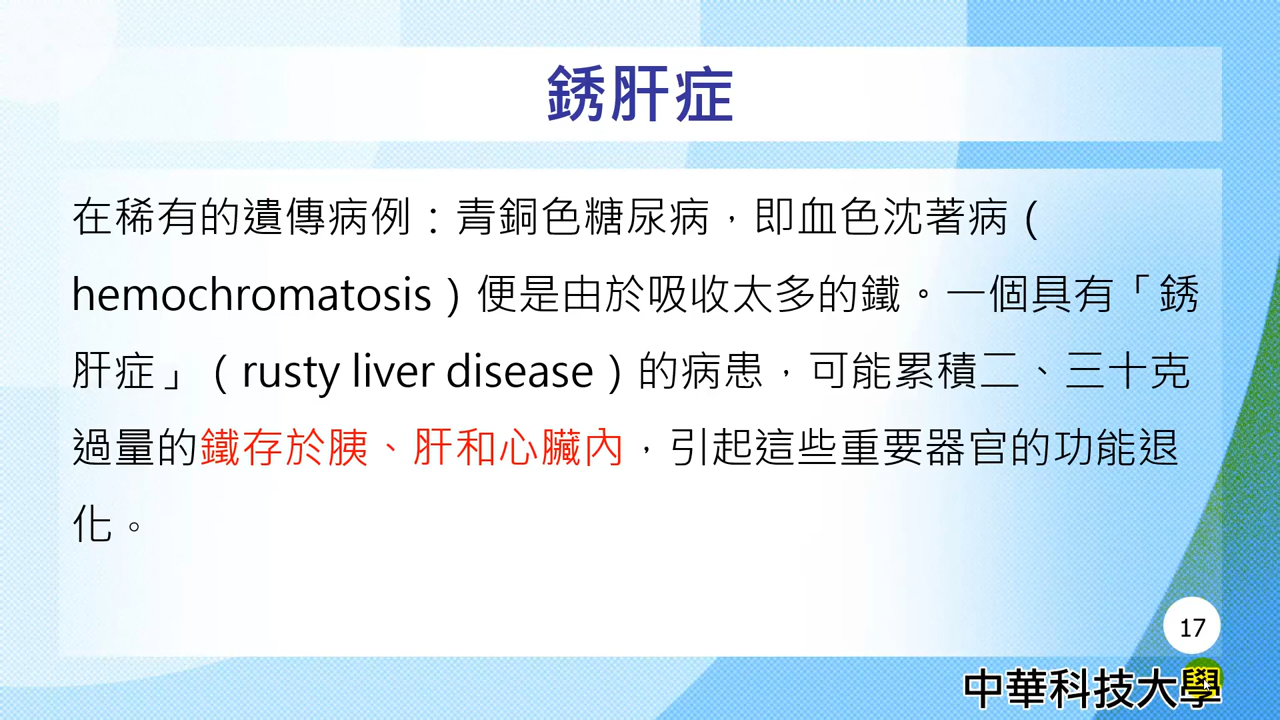 銹肝症
在稀有的遺傳病例：青銅色糖尿病，即血色沈著病（
hemochromatosis）便是由於吸收太多的鐵。一個具有「銹
肝症」（rusty liver disease）的病患，可能累積二、三十克
過量的鐵存於胰、肝和心臟內，引起這些重要器官的功能退
化。
17
中華科技大學